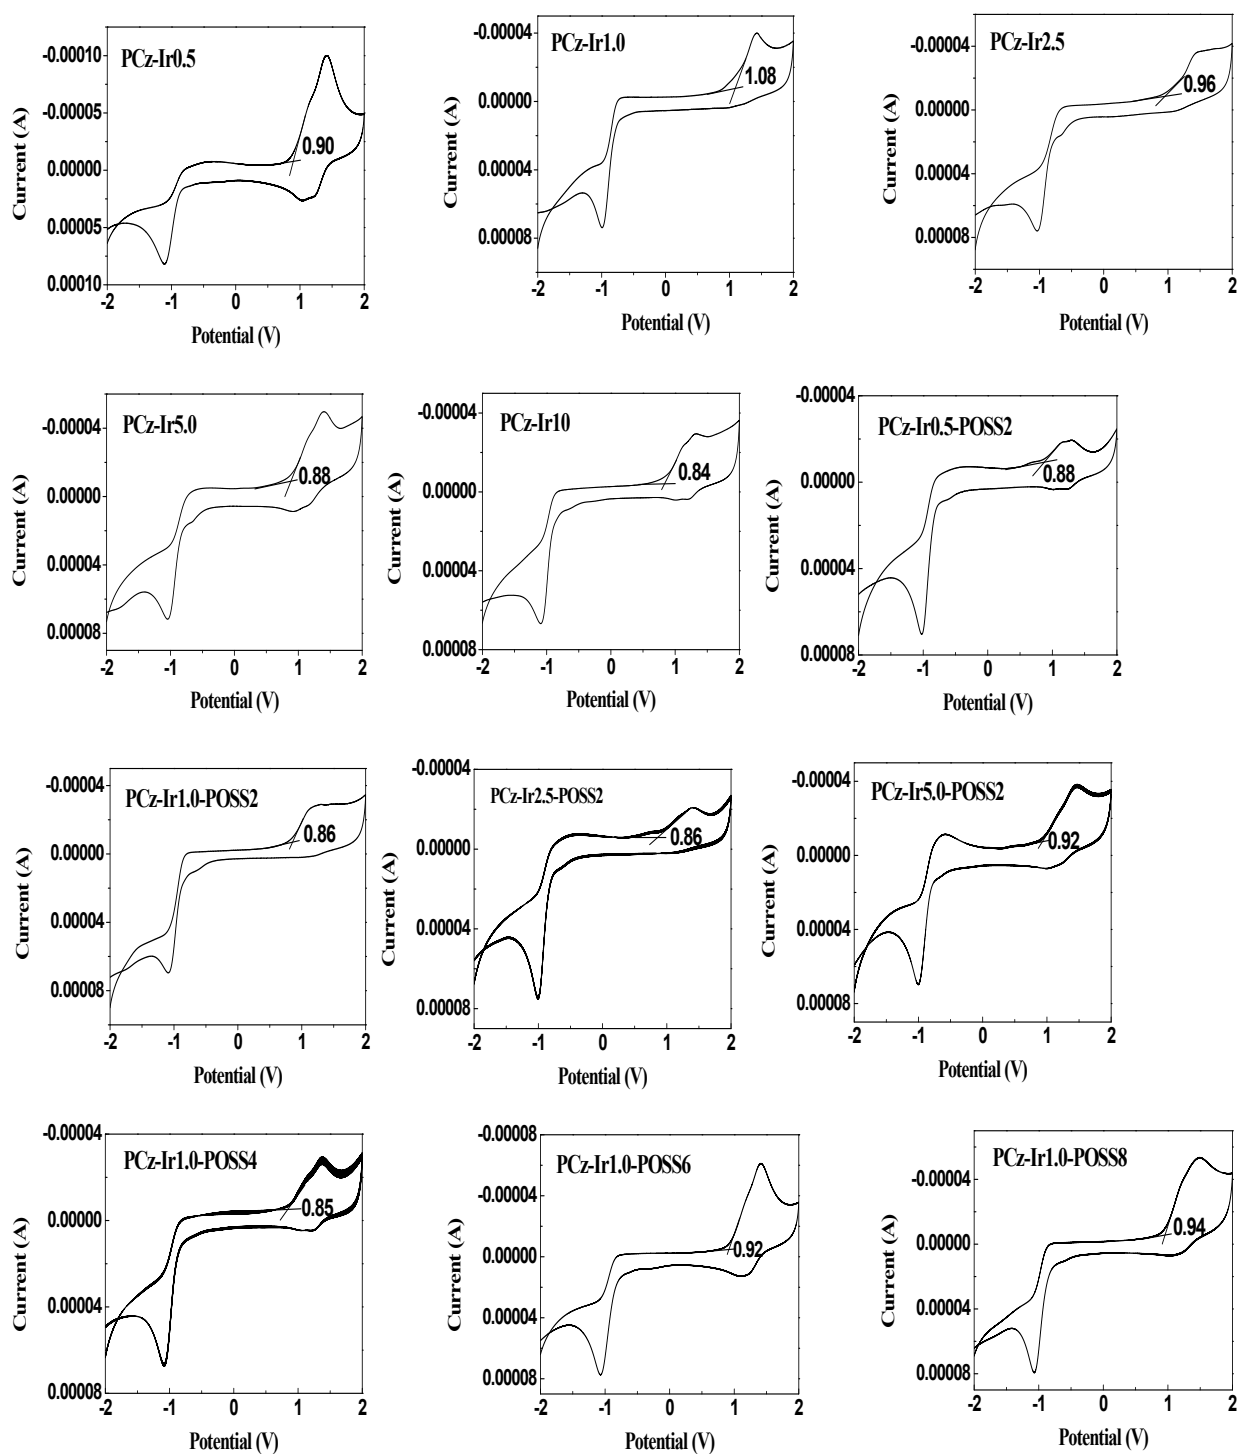 PCz-Ir0.5
-0.00010
-0.00005
0.00000
0.00005
0.00010
Current (A)
0.90
-2 -1 0 1 2
Potential (V)
PCz-Ir1.0
-0.00004
0.00000
0.00004
0.00008
Current (A)
1.08
-2 -1 0 1 2
Potential (V)
PCz-Ir2.5
-0.00004
0.00000
0.00004
0.00008
Current (A)
0.96
-2 -1 0 1 2
Potential (V)
PCz-Ir5.0
-0.00004
0.00000
0.00004
0.00008
Current (A)
0.88
-2 -1 0 1 2
Potential (V)
PCz-Ir10
-0.00004
0.00000
0.00004
0.00008
Current (A)
0.84
-2 -1 0 1 2
Potential (V)
PCz-Ir0.5-POSS2
-0.00004
0.00000
0.00004
0.00008
Current (A)
0.88
-2 -1 0 1 2
Potential (V)
PCz-Ir1.0-POSS2
-0.00004
0.00000
0.00004
0.00008
Current (A)
0.86
-2 -1 0 1 2
Potential (V)
PCz-Ir2.5-POSS2
-0.00004
0.00000
0.00004
0.00008
Current (A)
0.86
-2 -1 0 1 2
Potential (V)
PCz-Ir5.0-POSS2
-0.00004
0.00000
0.00004
0.00008
Current (A)
0.92
-2 -1 0 1 2
Potential (V)
PCz-Ir1.0-POSS4
-0.00004
0.00000
0.00004
0.00008
Current (A)
0.85
-2 -1 0 1 2
Potential (V)
PCz-Ir1.0-POSS6
-0.00008
-0.00004
0.00000
0.00004
0.00008
Current (A)
0.92
-2 -1 0 1 2
Potential (V)
PCz-Ir1.0-POSS8
-0.00004
0.00000
0.00004
0.00008
Current (A)
0.94
-2 -1 0 1 2
Potential (V)